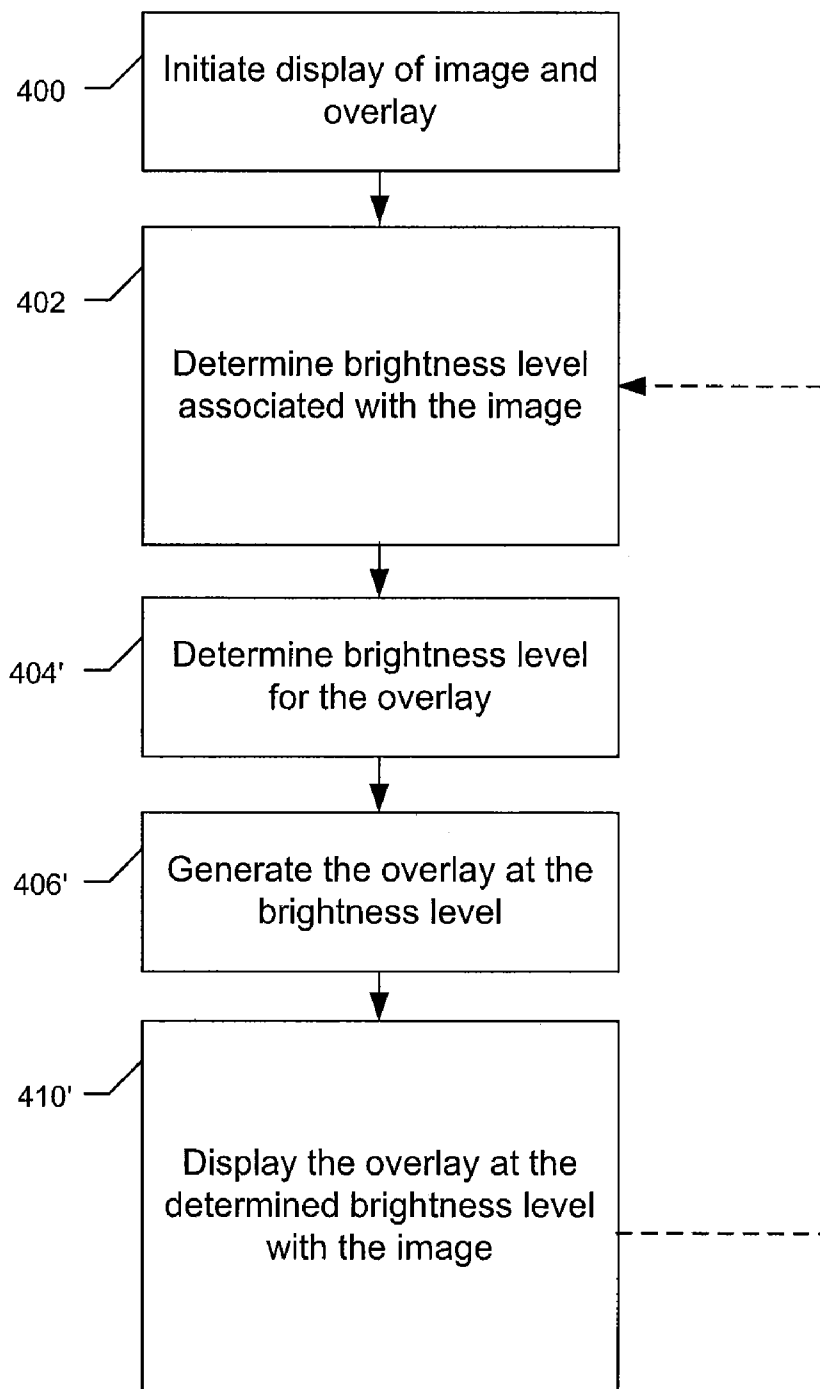 400
Initiate display of image and
overlay
402
Determine brightness level
associated with the image
404'
Determine brightness level
for the overlay
406'
Generate the overlay at the
brightness level
410'
Display the overlay at the
determined brightness level
with the image